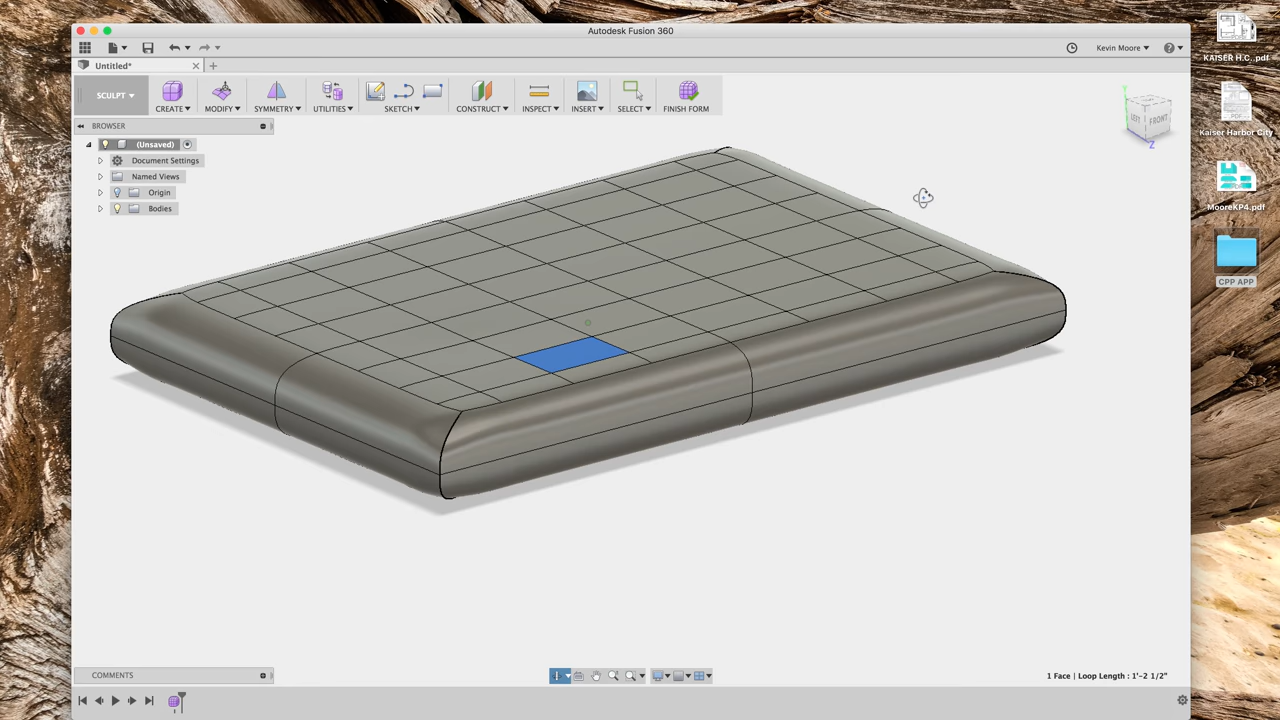 Autodesk Fusion 360
Kevin Moore
Untitled*
SCULPT
CREATE
MODIFY
SYMMETRY
UTILITIES
SKETCH
CONSTRUCT
INSPECT
INSERT
SELECT
FINISH FORM
BROWSER
(Unsaved)
Document Settings
Named Views
Origin
Bodies
LEFT
FRONT
Y
Z
KAISER H.C..pdf
Kaiser Harbor City
MooreKP4.pdf
CPP APP
COMMENTS
1 Face | Loop Length : 1'-2 1/2"